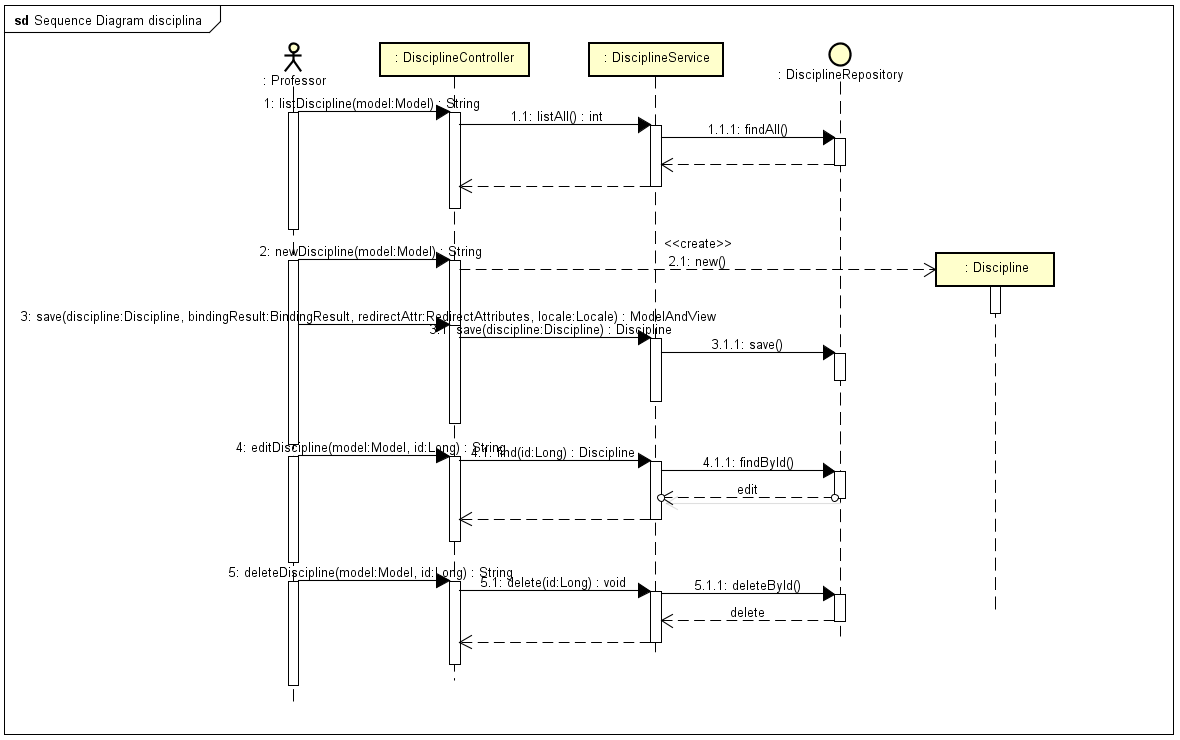 sd Sequence Diagram disciplina
: Professor
: DisciplineController
: DisciplineService
: DisciplineRepository
1: listDiscipline(model:Model) : String
1.1: listAll() : int
1.1.1: findAll()
2: newDiscipline(model:Model) : String
<<create>>
2.1: new()
: Discipline
3: save(discipline:Discipline, bindingResult:BindingResult, redirectAttr:RedirectAttributes, locale:Locale) : ModelAndView
3.1: save(discipline:Discipline) : Discipline
3.1.1: save()
4: editDiscipline(model:Model, id:Long) : String
4.1: find(id:Long) : Discipline
4.1.1: findById()
edit
5: deleteDiscipline(model:Model, id:Long) : String
5.1: delete(id:Long) : void
5.1.1: deleteById()
delete